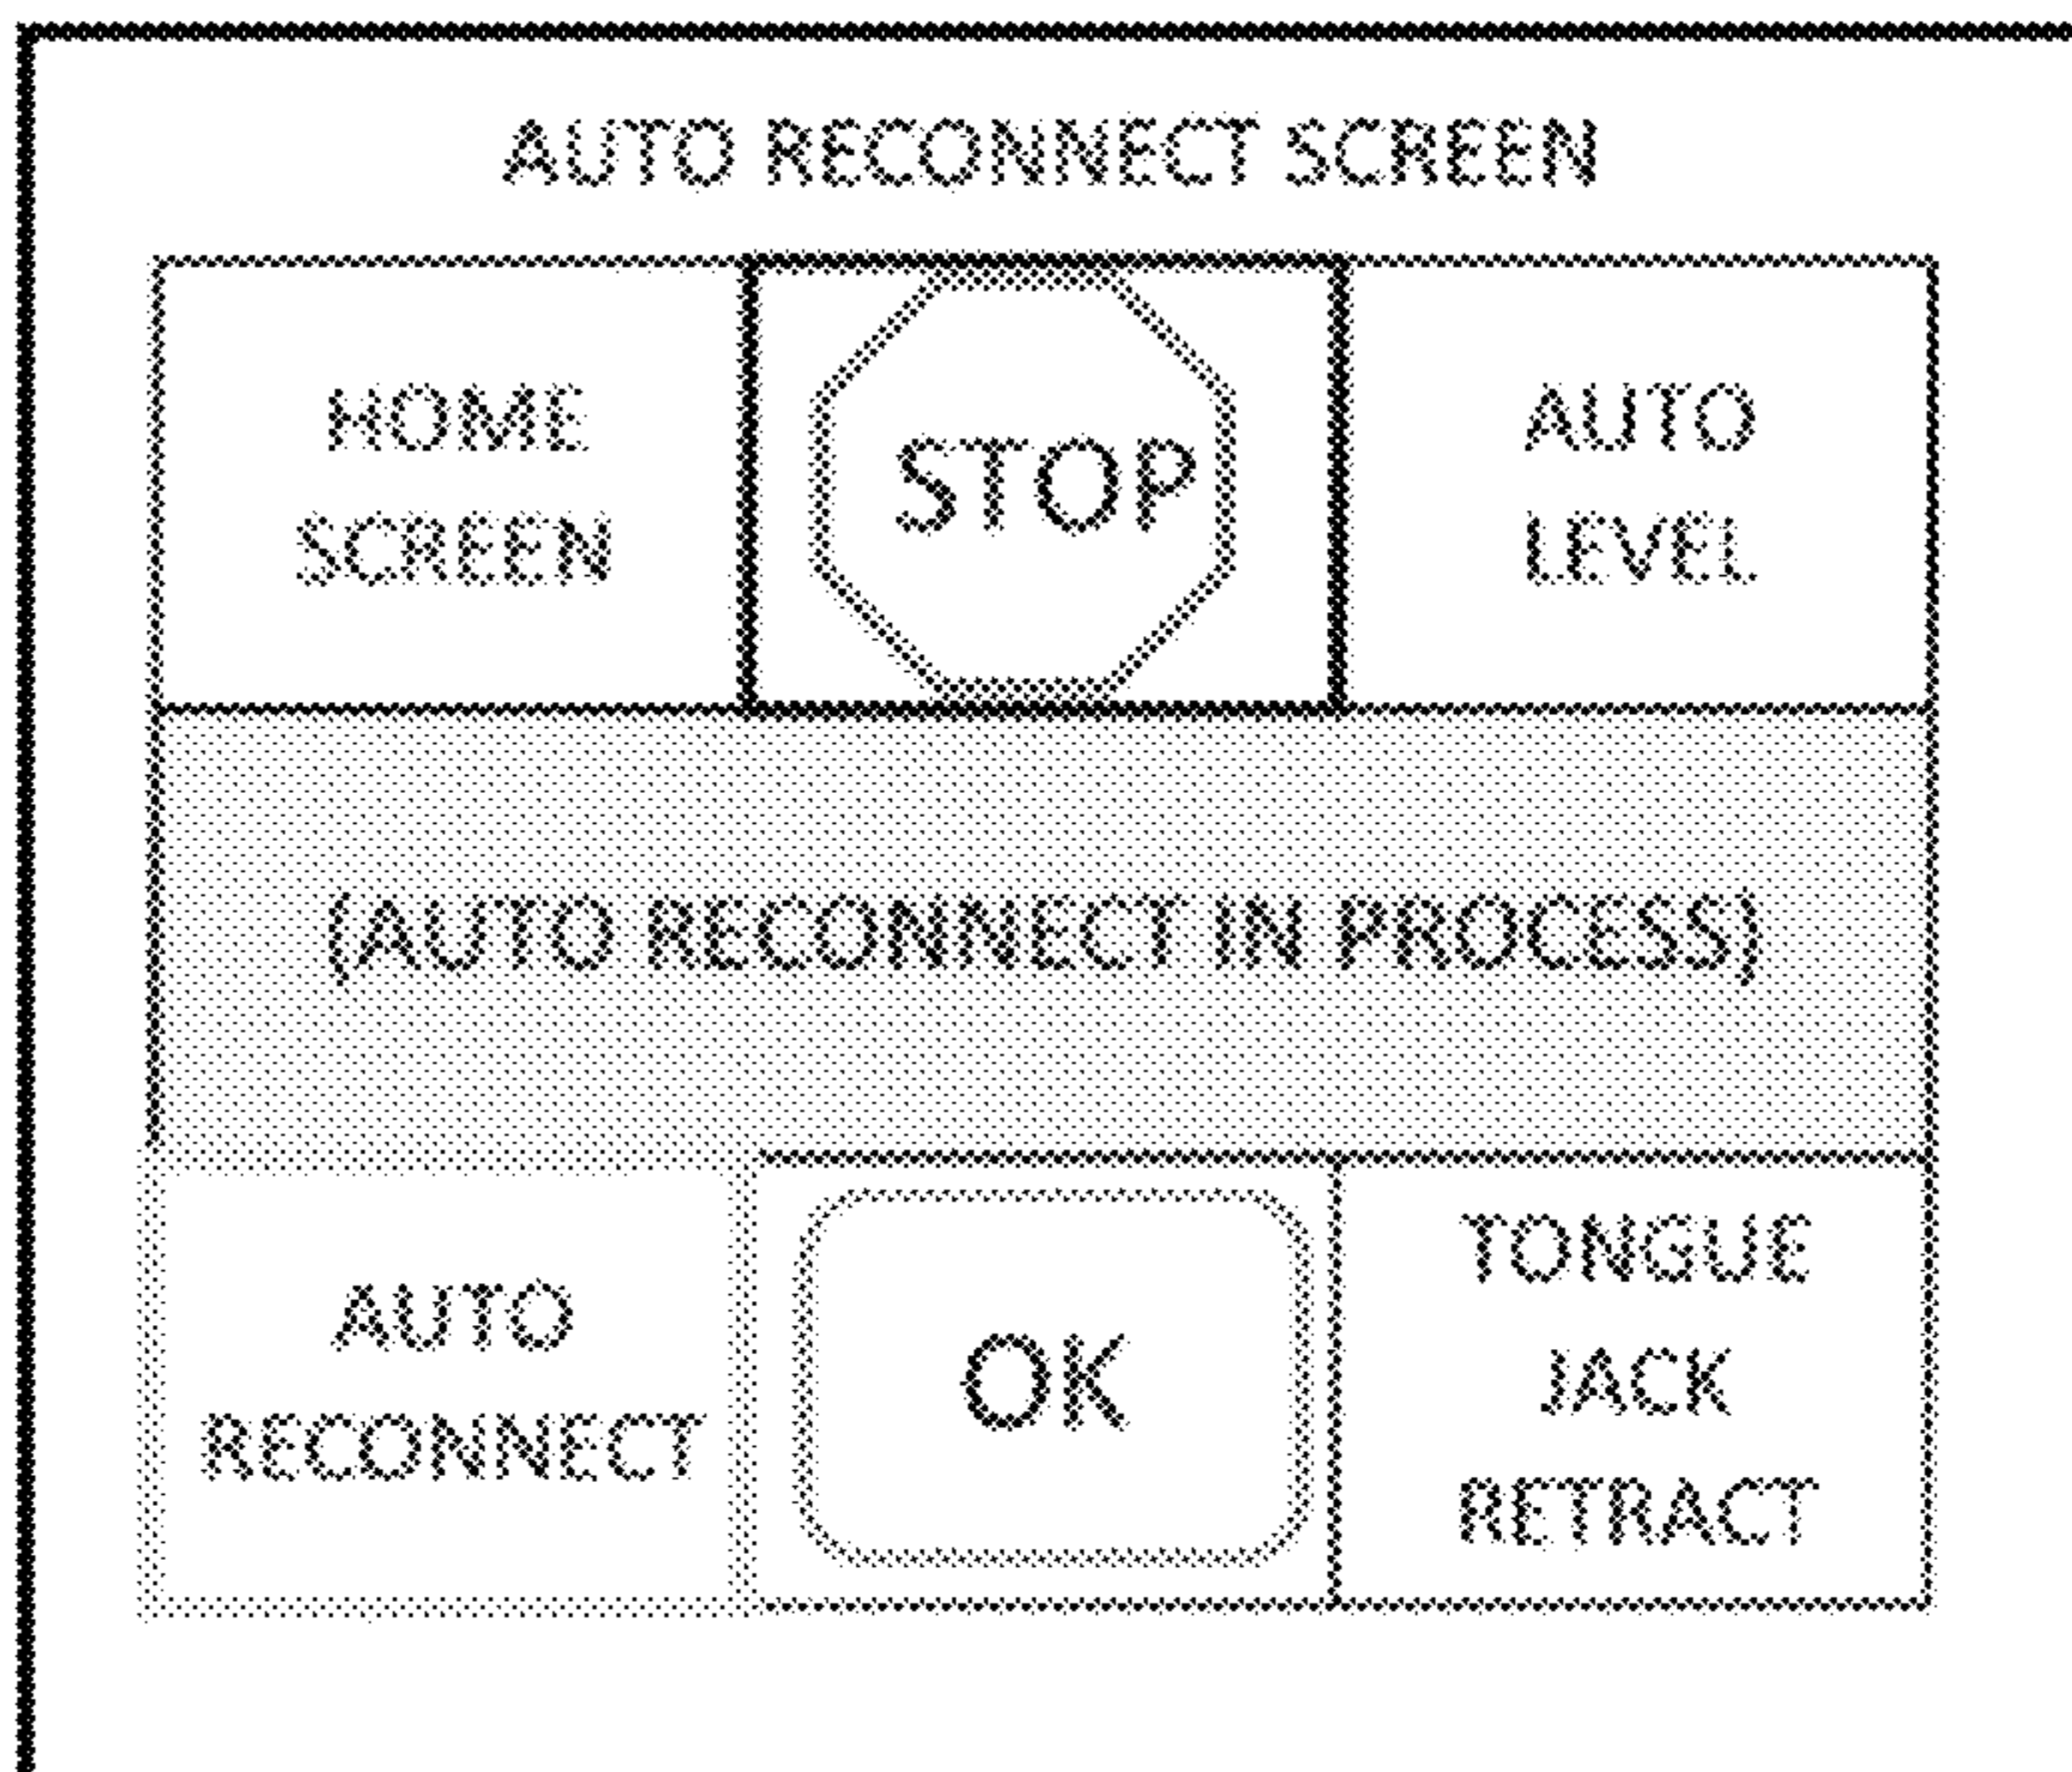 AUTO RECONNECT SCREEN
HOME
SCREEN
STOP
AUTO
LEVEL
(AUTO RECONNECT IN PROCESS)
AUTO
RECONNECT
OK
TONGUE
JACK
RETRACT